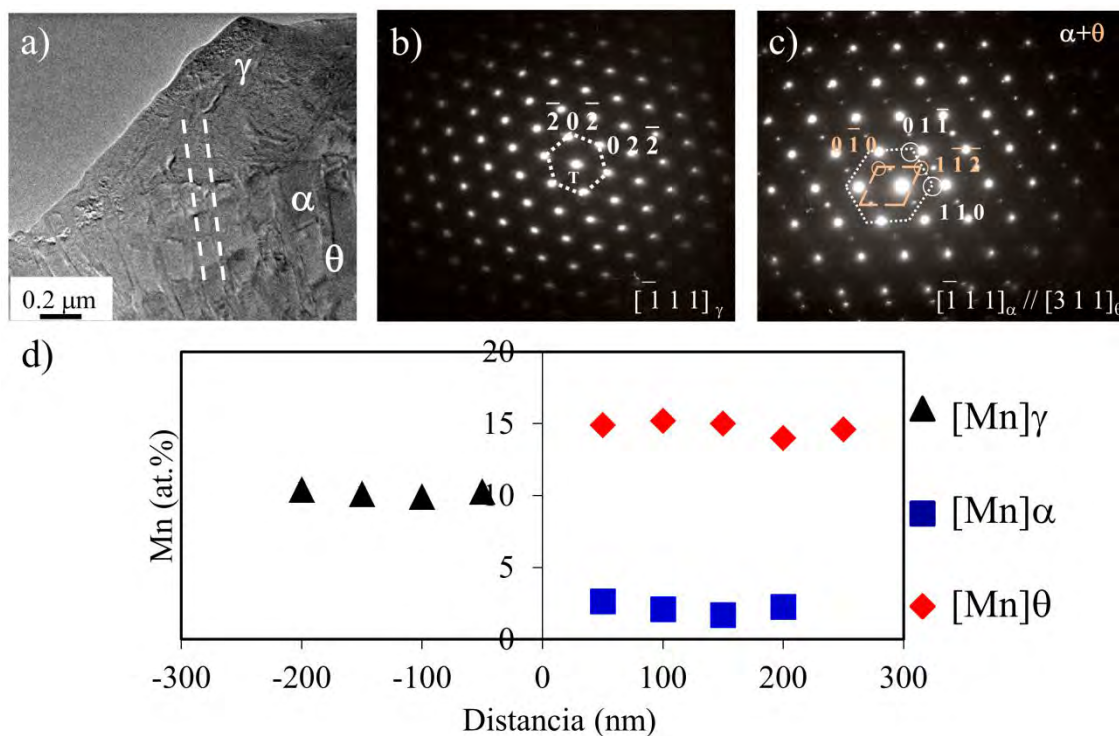 a)
γ
α
θ
0.2 μm
b)
2̅ 0 2̅
0 2 2̅
T
[1̅ 1 1]γ
c)
α+θ
0 1 1̅
0 1̅ 0
1 1̅ 2̅
1 1 0
[1̅ 1 1]α // [3 1 1]θ
d)
Mn (at.%)
20
15
10
5
0
-300 -200 -100 0 100 200 300
Distancia (nm)
[Mn]γ
[Mn]α
[Mn]θ